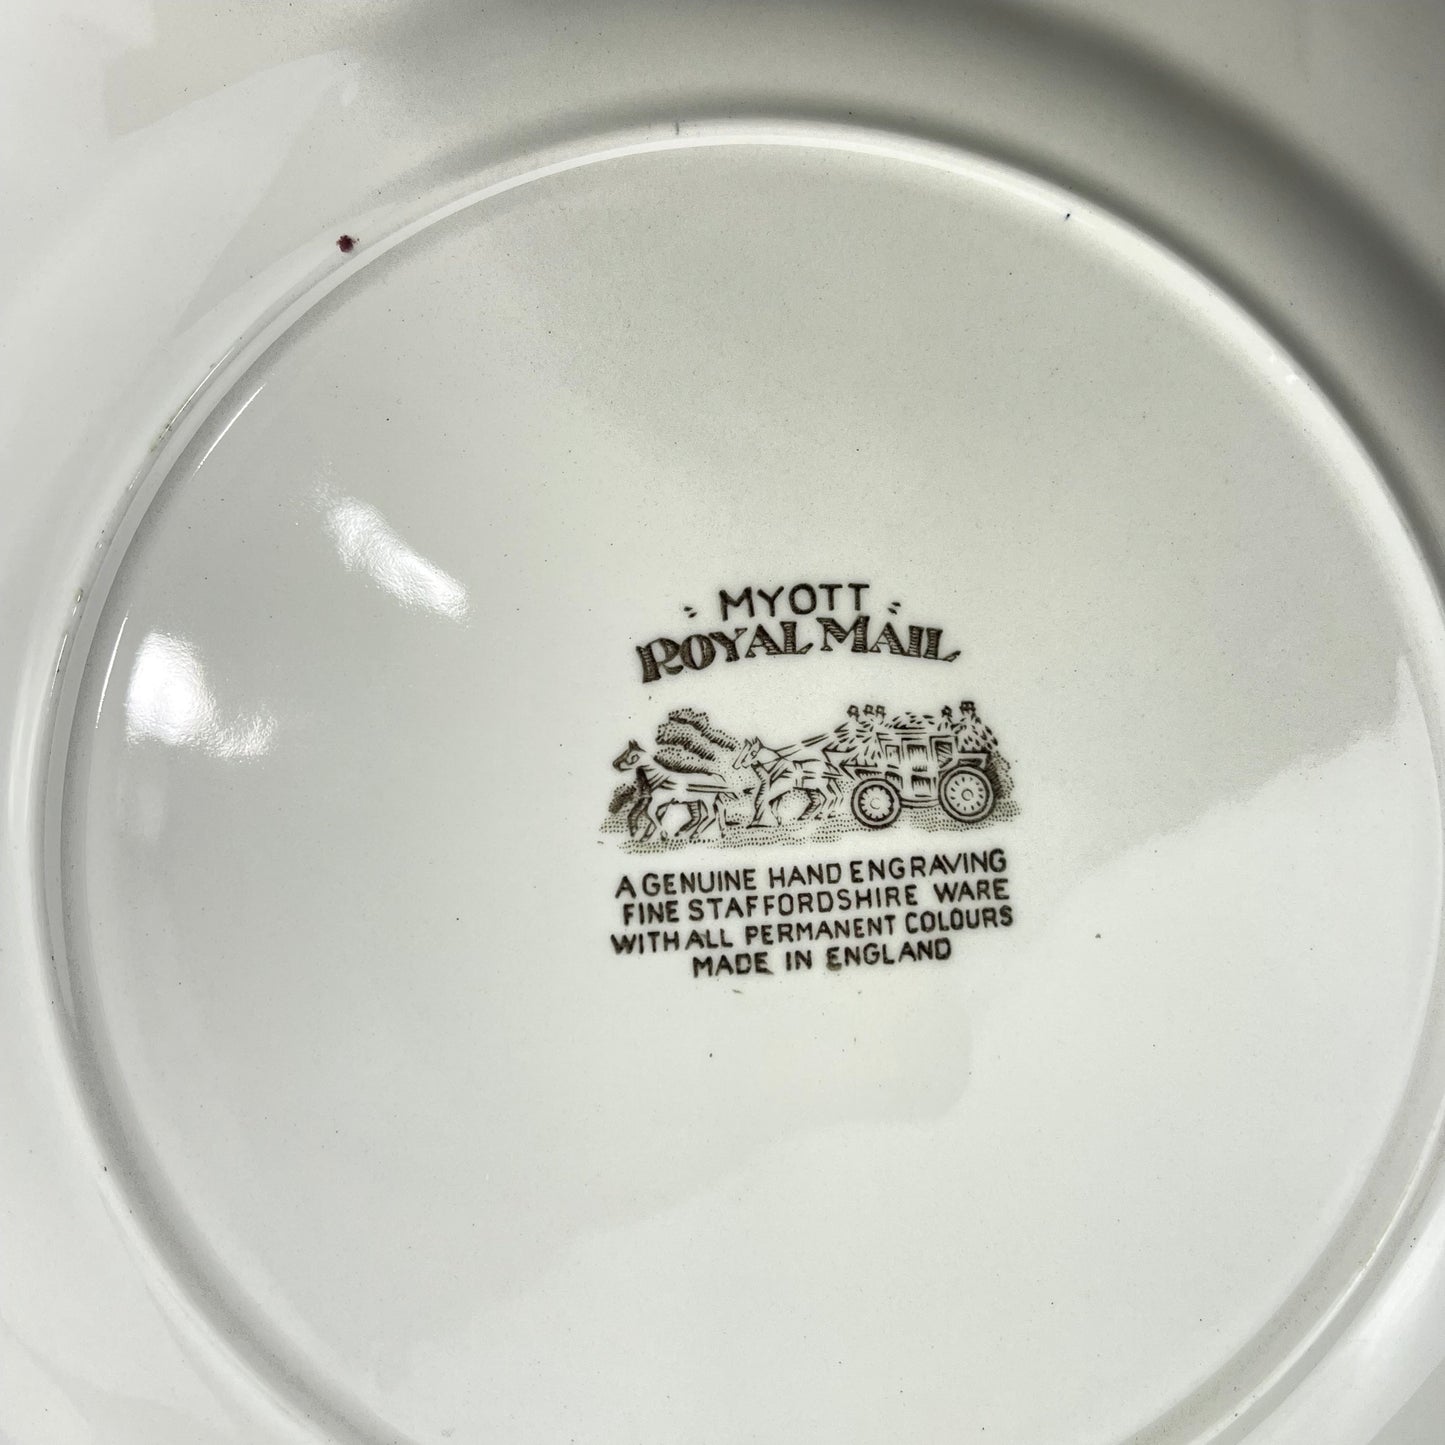 MYOTT
ROYAL MAIL
A GENUINE HAND ENGRAVING
FINE STAFFORDSHIRE WARE
WITH ALL PERMANENT COLOURS
MADE IN ENGLAND